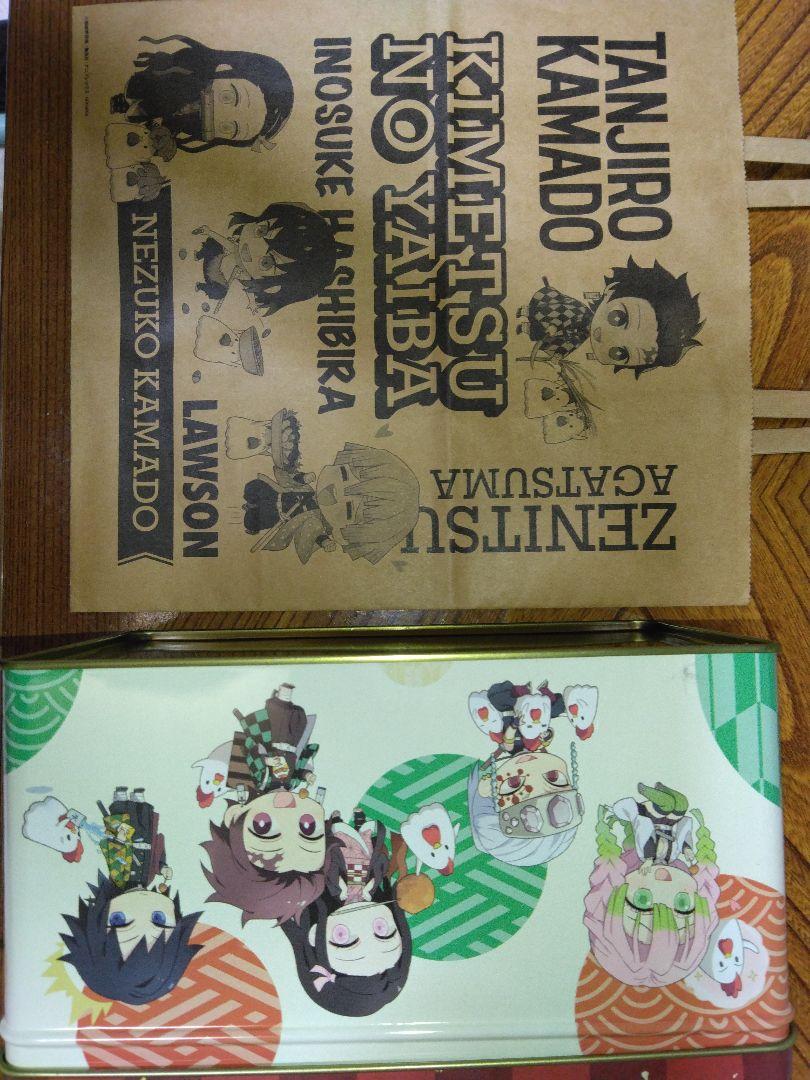 TANJIRO
KAMADO
KIMETSU
NO YAIBA
INOSUKE HASHIBIRA
ZENITSU
AGATSUMA
LAWSON
NEZUKO KAMADO